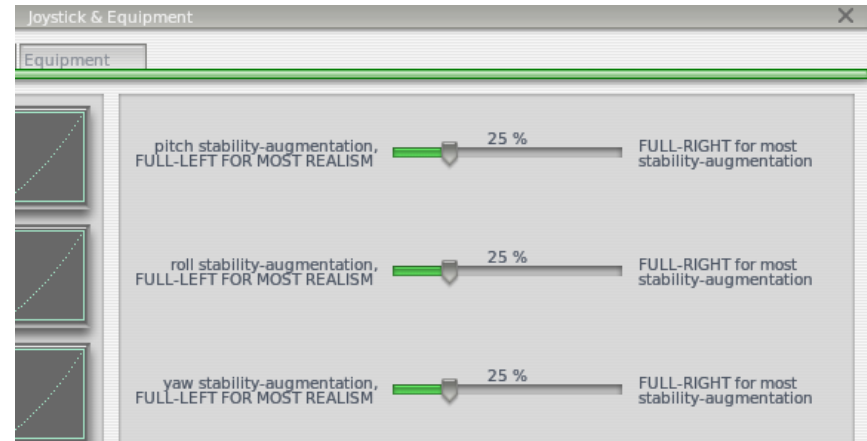 Joystick & Equipment
Equipment
pitch stability-augmentation,
FULL-LEFT FOR MOST REALISM
25 %
FULL-RIGHT for most
stability-augmentation
roll stability-augmentation,
FULL-LEFT FOR MOST REALISM
25 %
FULL-RIGHT for most
stability-augmentation
yaw stability-augmentation,
FULL-LEFT FOR MOST REALISM
25 %
FULL-RIGHT for most
stability-augmentation